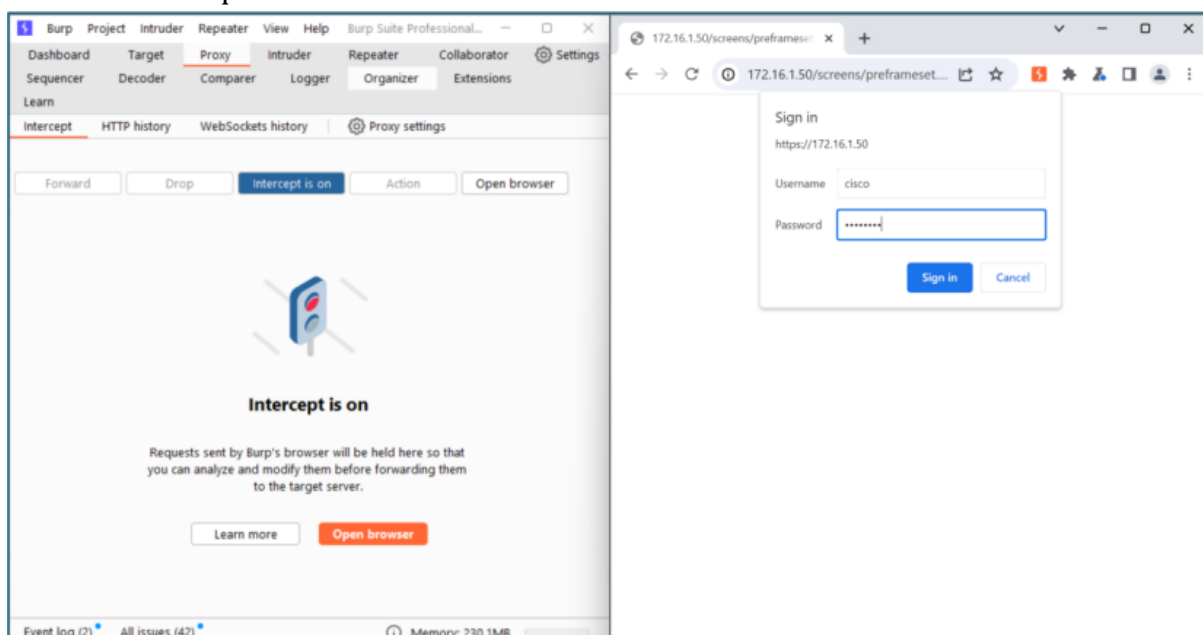 Burp Project Intruder Repeater View Help Burp Suite Professional...
Dashboard Target Proxy Intruder Repeater Collaborator Settings
Sequencer Decoder Comparer Logger Organizer Extensions
Learn
Intercept HTTP history WebSockets history Proxy settings
Forward Drop Intercept is on Action Open browser
Intercept is on
Requests sent by Burp's browser will be held here so that
you can analyze and modify them before forwarding them
to the target server.
Learn more Open browser
Event log (2) All issues (42) Memory: 230.1MB
172.16.1.50/screens/preframeset
172.16.1.50/screens/preframeset....
Sign in
https://172.16.1.50
Username cisco
Password ••••••••
Sign in Cancel